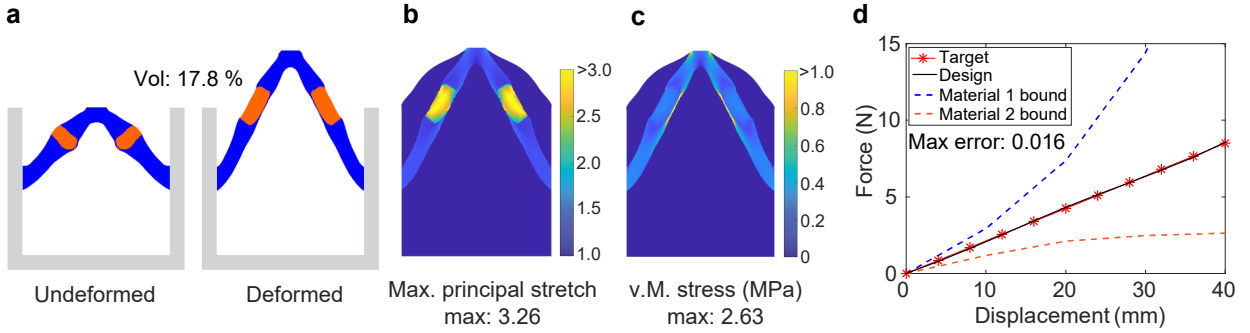 a
Vol: 17.8 %
Undeformed
Deformed
b
>3.0
2.5
2.0
1.5
1.0
Max. principal stretch
max: 3.26
c
>1.0
0.8
0.6
0.4
0.2
0
v.M. stress (MPa)
max: 2.63
d
Force (N)
15
10
5
0
Target
Design
Material 1 bound
Material 2 bound
Max error: 0.016
0
10
20
30
40
Displacement (mm)